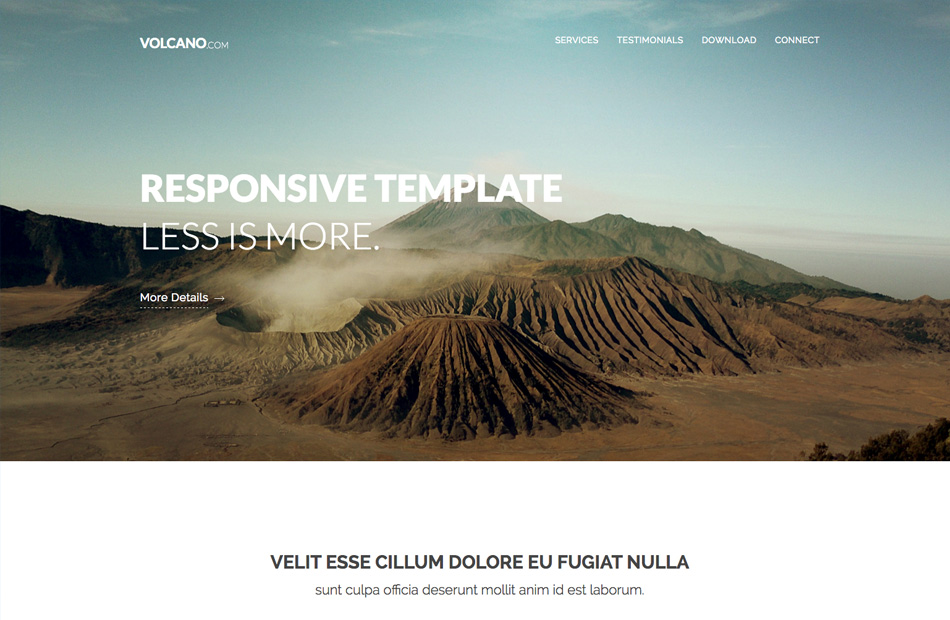 VOLCANO.COM
SERVICES TESTIMONIALS DOWNLOAD CONNECT
RESPONSIVE TEMPLATE
LESS IS MORE.
More Details →
VELIT ESSE CILLUM DOLORE EU FUGIAT NULLA
sunt culpa officia deserunt mollit anim id est laborum.